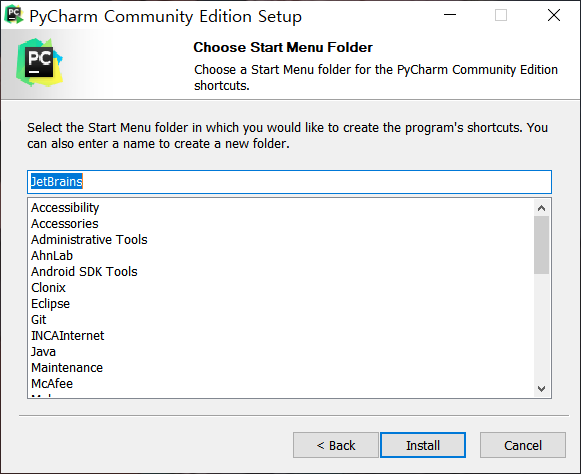 PyCharm Community Edition Setup
PC
Choose Start Menu Folder
Choose a Start Menu folder for the PyCharm Community Edition
shortcuts.
Select the Start Menu folder in which you would like to create the program's shortcuts. You
can also enter a name to create a new folder.
JetBrains
Accessibility
Accessories
Administrative Tools
AhnLab
Android SDK Tools
Clonix
Eclipse
Git
INCAInternet
Java
Maintenance
McAfee
< Back
Install
Cancel